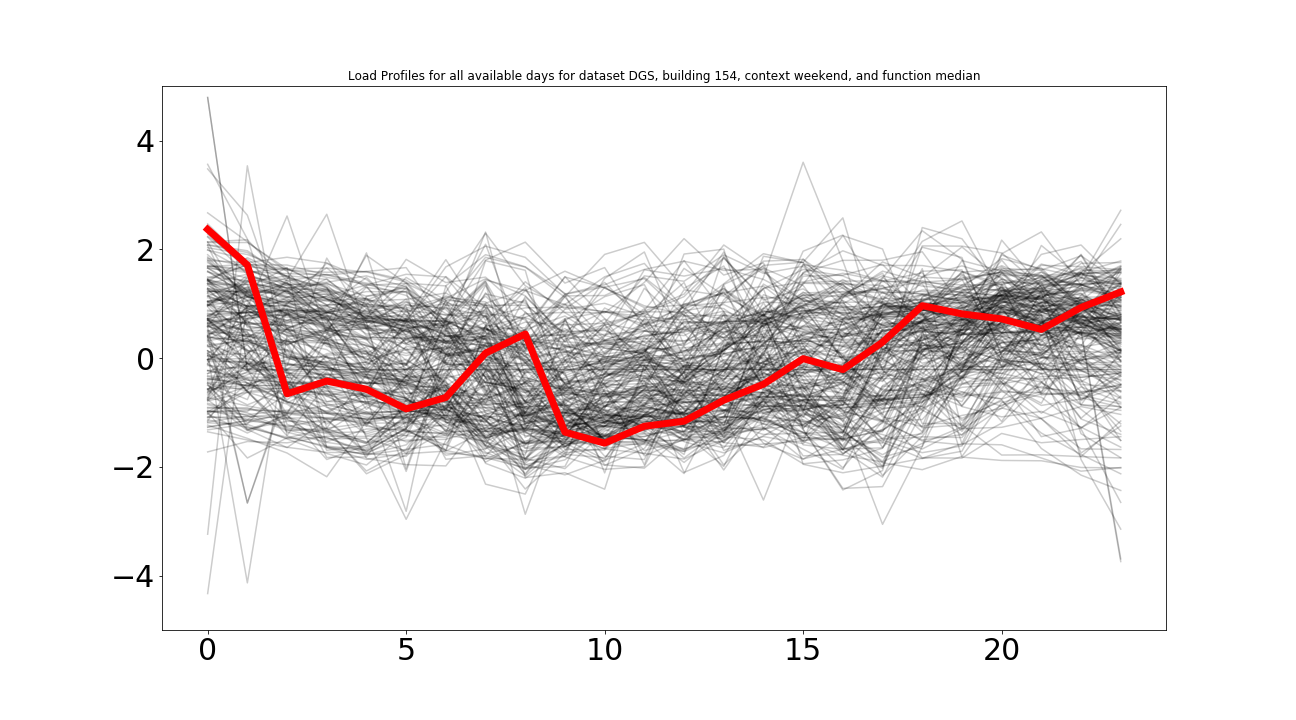 Load Profiles for all available days for dataset DGS, building 154, context weekend, and function median
4
2
0
−2
−4
0 5 10 15 20